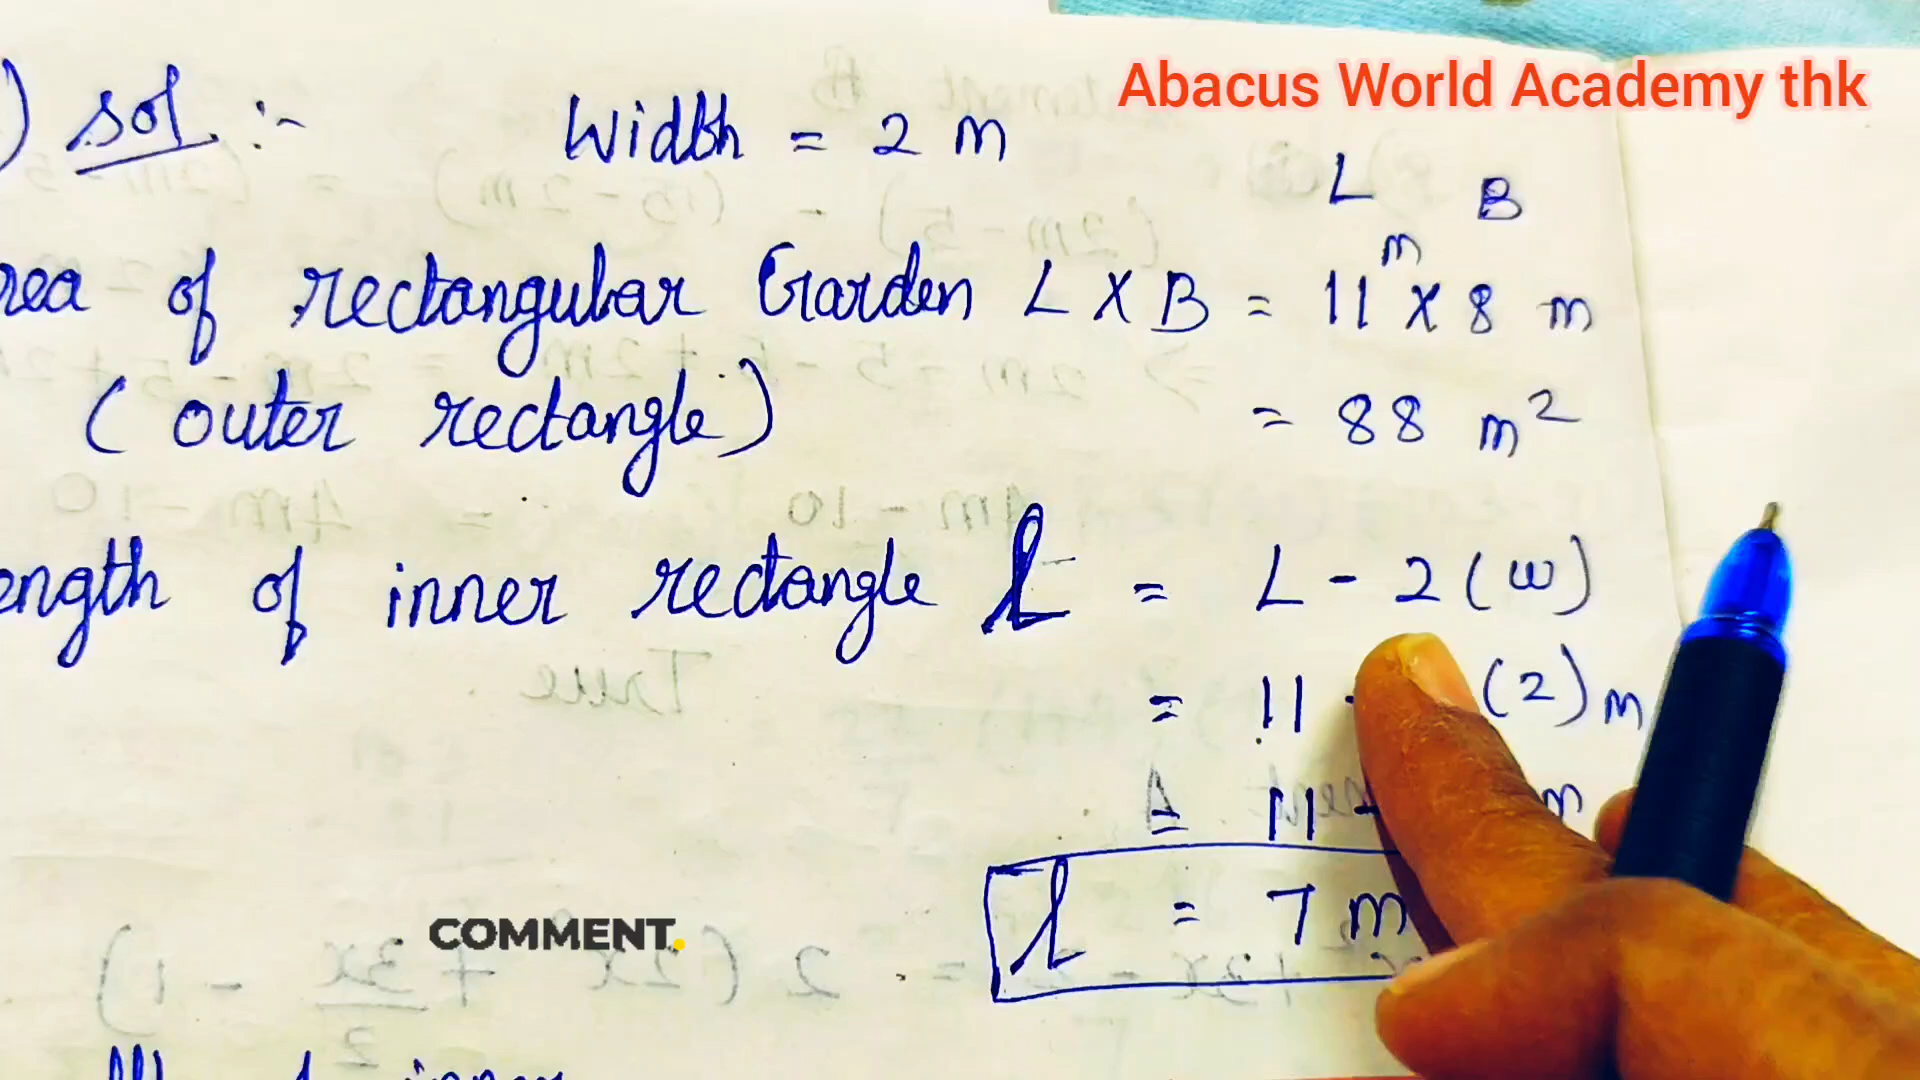 Abacus World Academy thk
) sol :- Width = 2 m
L B
rea of rectangular Garden L X B = 11 m X 8 m
(outer rectangle) = 88 m²
ength of inner rectangle l = L - 2 (w)
= 11 - (2) m
= 11 - m
l = 7 m
COMMENT.